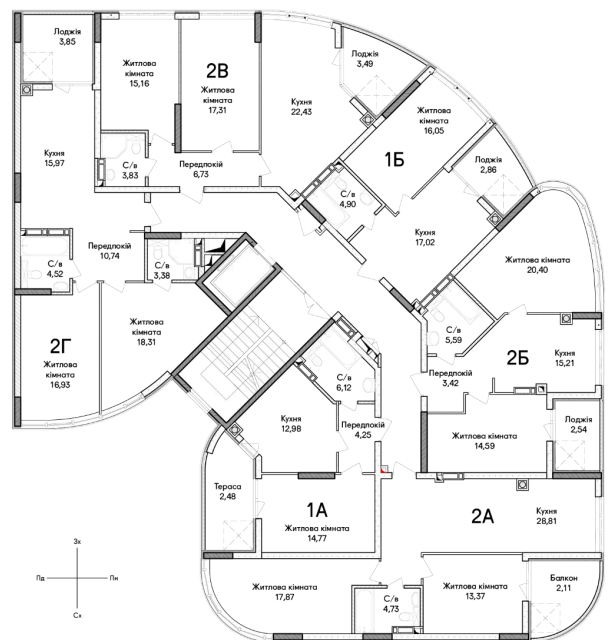 Лоджія
3,85
Житлова
кімната
15,16
2В
Житлова
кімната
17,31
Кухня
22,43
Лоджія
3,49
Житлова
кімната
16,05
Кухня
15,97
С/в
3,83
Передпокій
6,73
1Б
Лоджія
2,86
С/в
4,90
Кухня
17,02
Житлова кімната
20,40
Передпокій
10,74
С/в
4,52
С/в
3,38
Житлова
кімната
18,31
2Г
Житлова
кімната
16,93
С/в
5,59
2Б
Кухня
15,21
Передпокій
3,42
С/в
6,12
Кухня
12,98
Передпокій
4,25
Житлова кімната
14,59
Лоджія
2,54
Тераса
2,48
1А
Житлова кімната
14,77
2А
Кухня
28,81
Житлова кімната
17,87
С/в
4,73
Житлова кімната
13,37
Балкон
2,11
Зх
Пд
Пн
Сх